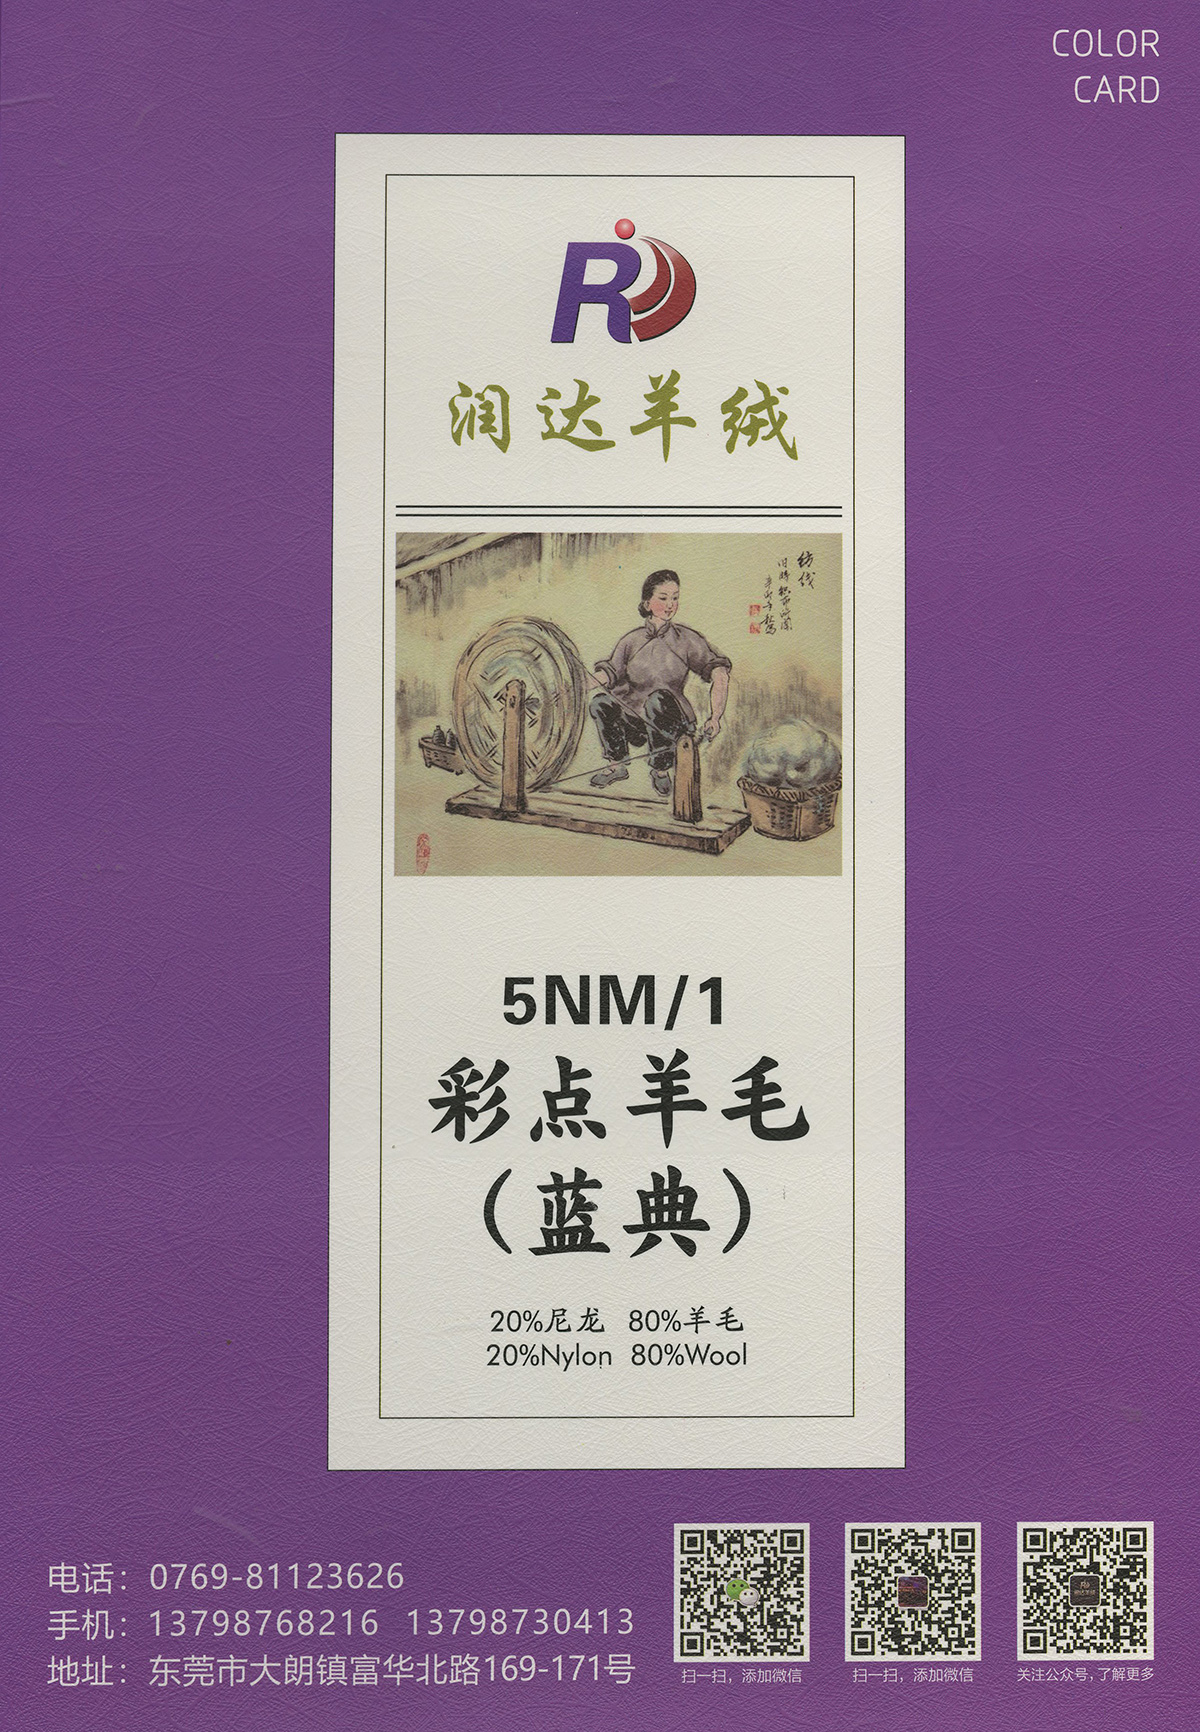 COLOR
CARD
润达羊绒
纺线
5NM/1
彩点羊毛
（蓝典）
20%尼龙 80%羊毛
20%Nylon 80%Wool
电话：0769-81123626
手机：13798768216 13798730413
地址：东莞市大朗镇富华北路169-171号
扫一扫，添加微信
扫一扫，添加微信
关注公众号，了解更多